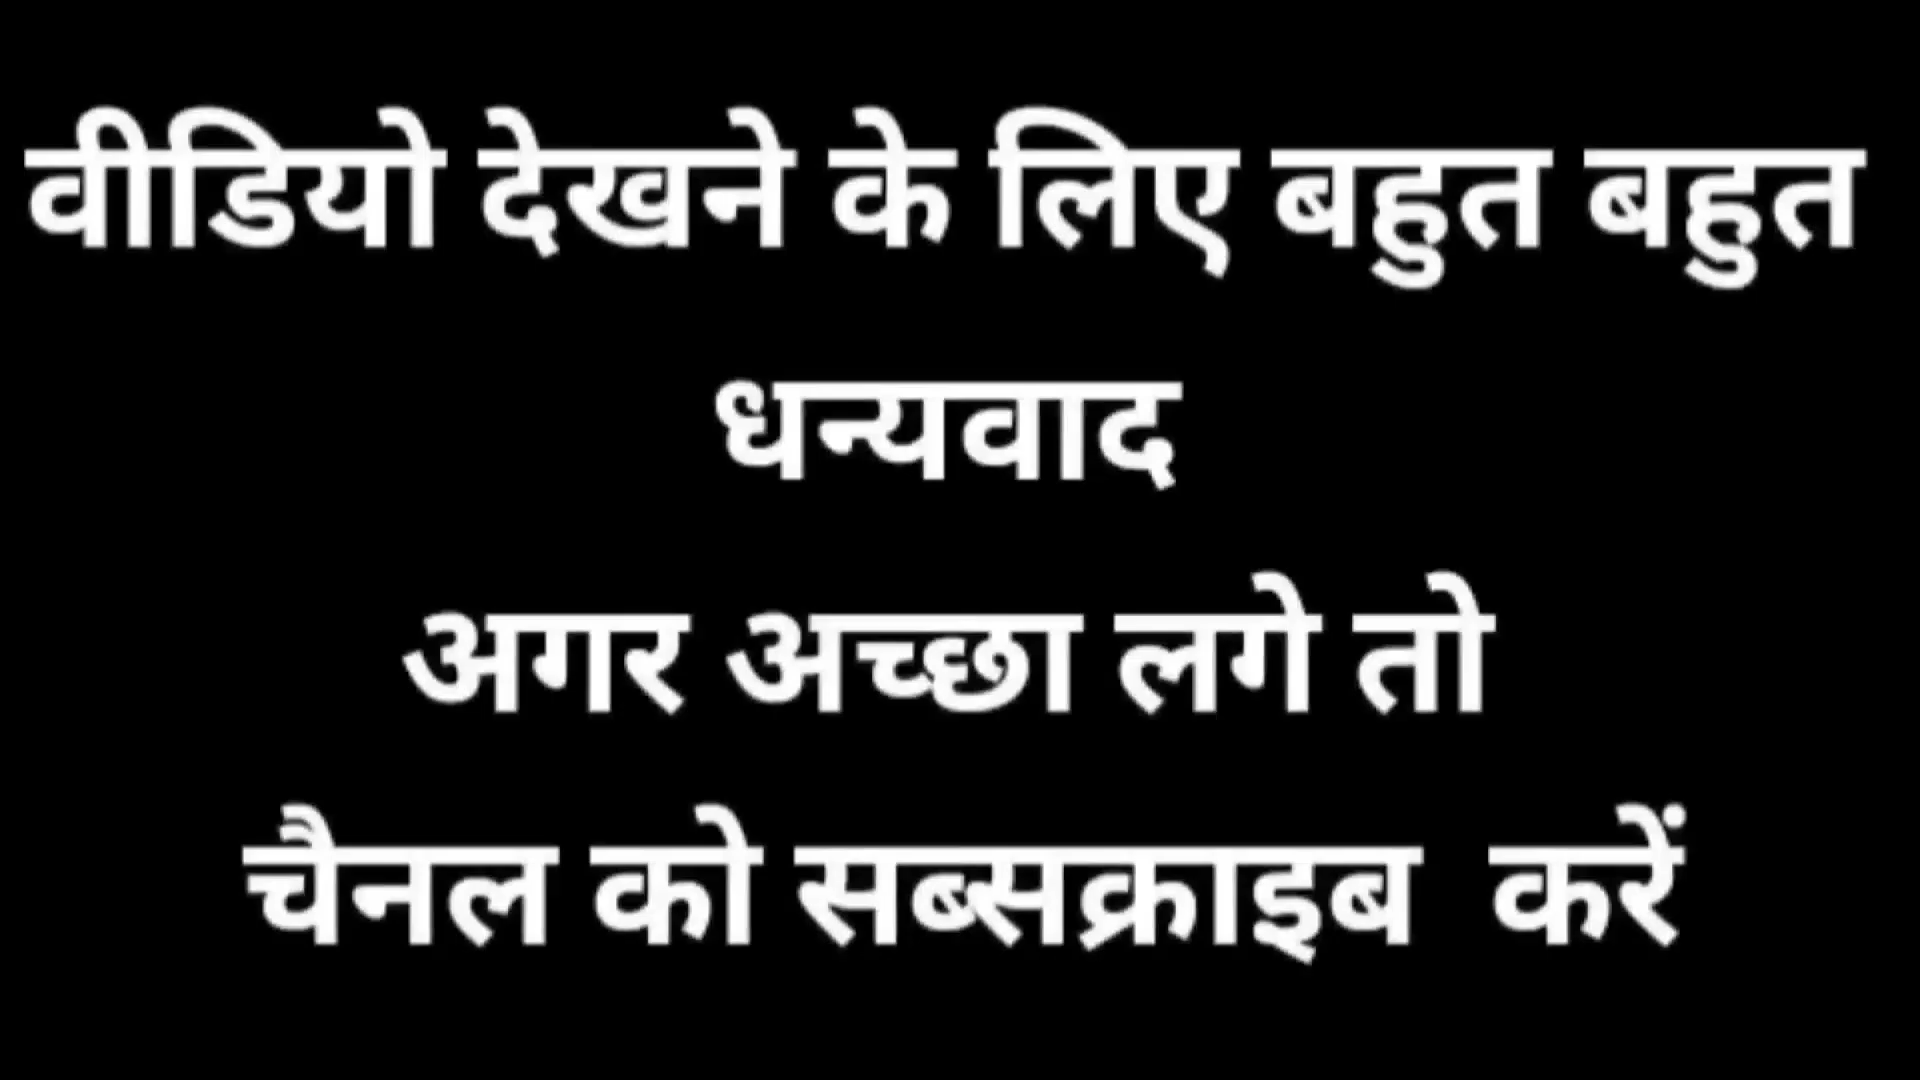 वीडियो देखने के लिए बहुत बहुत
धन्यवाद
अगर अच्छा लगे तो
चैनल को सब्सक्राइब करें